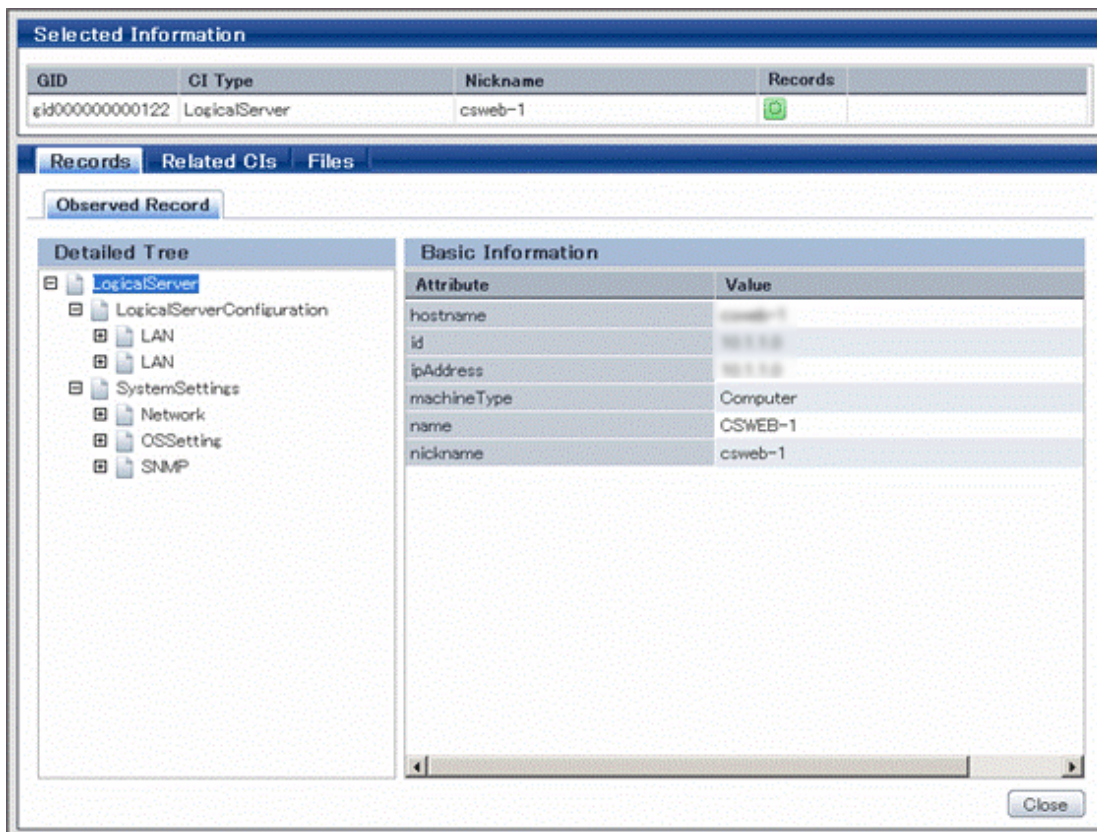 Selected Information
GID CI Type Nickname Records
gid000000000122 LogicalServer csweb-1
Records Related CIs Files
Observed Record
Detailed Tree Basic Information
LogicalServer Attribute Value
LogicalServerConfiguration hostname
LAN id
LAN ipAddress
SystemSettings machineType Computer
Network name CSWEB-1
OSSetting nickname csweb-1
SNMP
Close